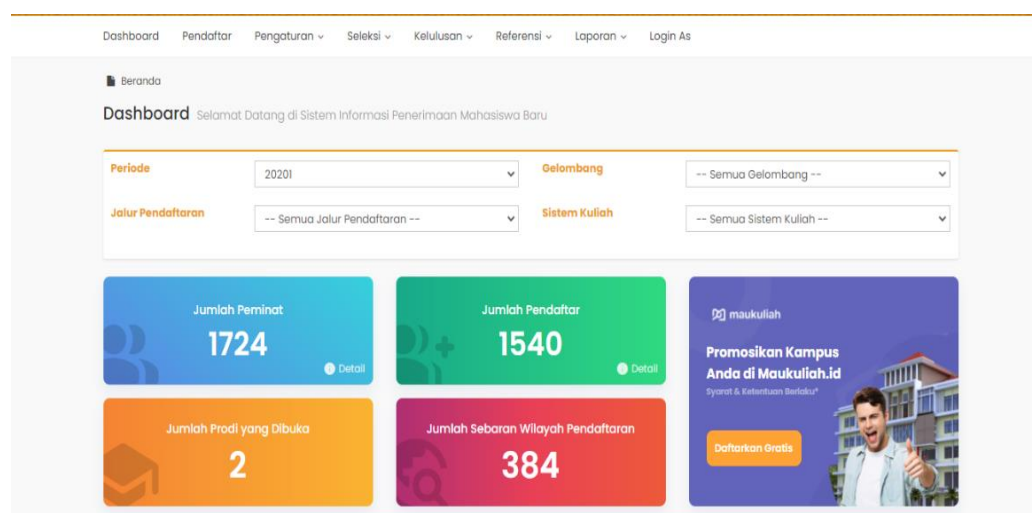 Dashboard Pendaftar Pengaturan Seleksi Kelulusan Referensi Laporan Login As
Beranda
Dashboard Selamat Datang di Sistem Informasi Penerimaan Mahasiswa Baru
Periode 20201 Gelombang -- Semua Gelombang --
Jalur Pendaftaran -- Semua Jalur Pendaftaran -- Sistem Kuliah -- Semua Sistem Kuliah --
Jumlah Peminat
1724
Detail
Jumlah Pendaftar
1540
Detail
maukuliah
Promosikan Kampus
Anda di Maukuliah.id
Syarat & Ketentuan Berlaku*
Daftarkan Gratis
Jumlah Prodi yang Dibuka
2
Jumlah Sebaran Wilayah Pendaftaran
384